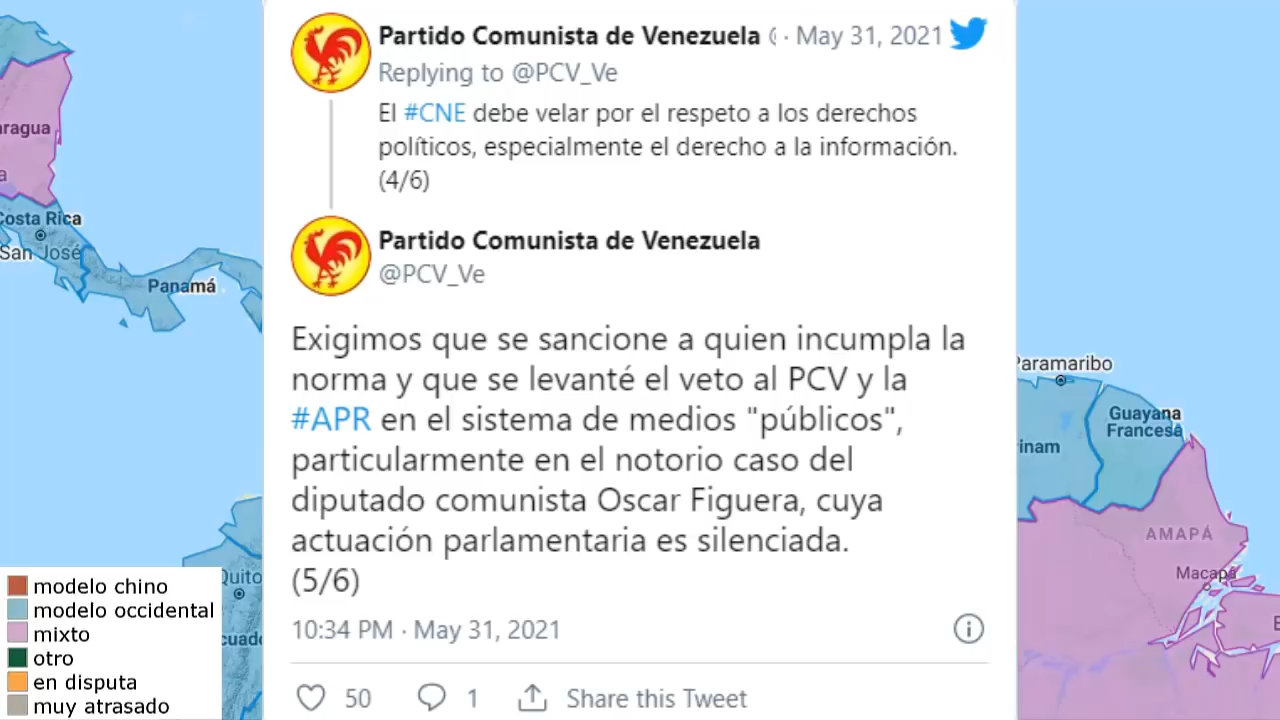 Partido Comunista de Venezuela · May 31, 2021
Replying to @PCV_Ve
El #CNE debe velar por el respeto a los derechos
políticos, especialmente el derecho a la información.
(4/6)
Partido Comunista de Venezuela
@PCV_Ve
Exigimos que se sancione a quien incumpla la
norma y que se levanté el veto al PCV y la
#APR en el sistema de medios "públicos",
particularmente en el notorio caso del
diputado comunista Oscar Figuera, cuya
actuación parlamentaria es silenciada.
(5/6)
10:34 PM · May 31, 2021
50
1
Share this Tweet
aragua
a
Costa Rica
San José
Panamá
Quito
cuado
modelo chino
modelo occidental
mixto
otro
en disputa
muy atrasado
Paramaribo
Guayana
Francesa
inam
AMAPÁ
Macapá